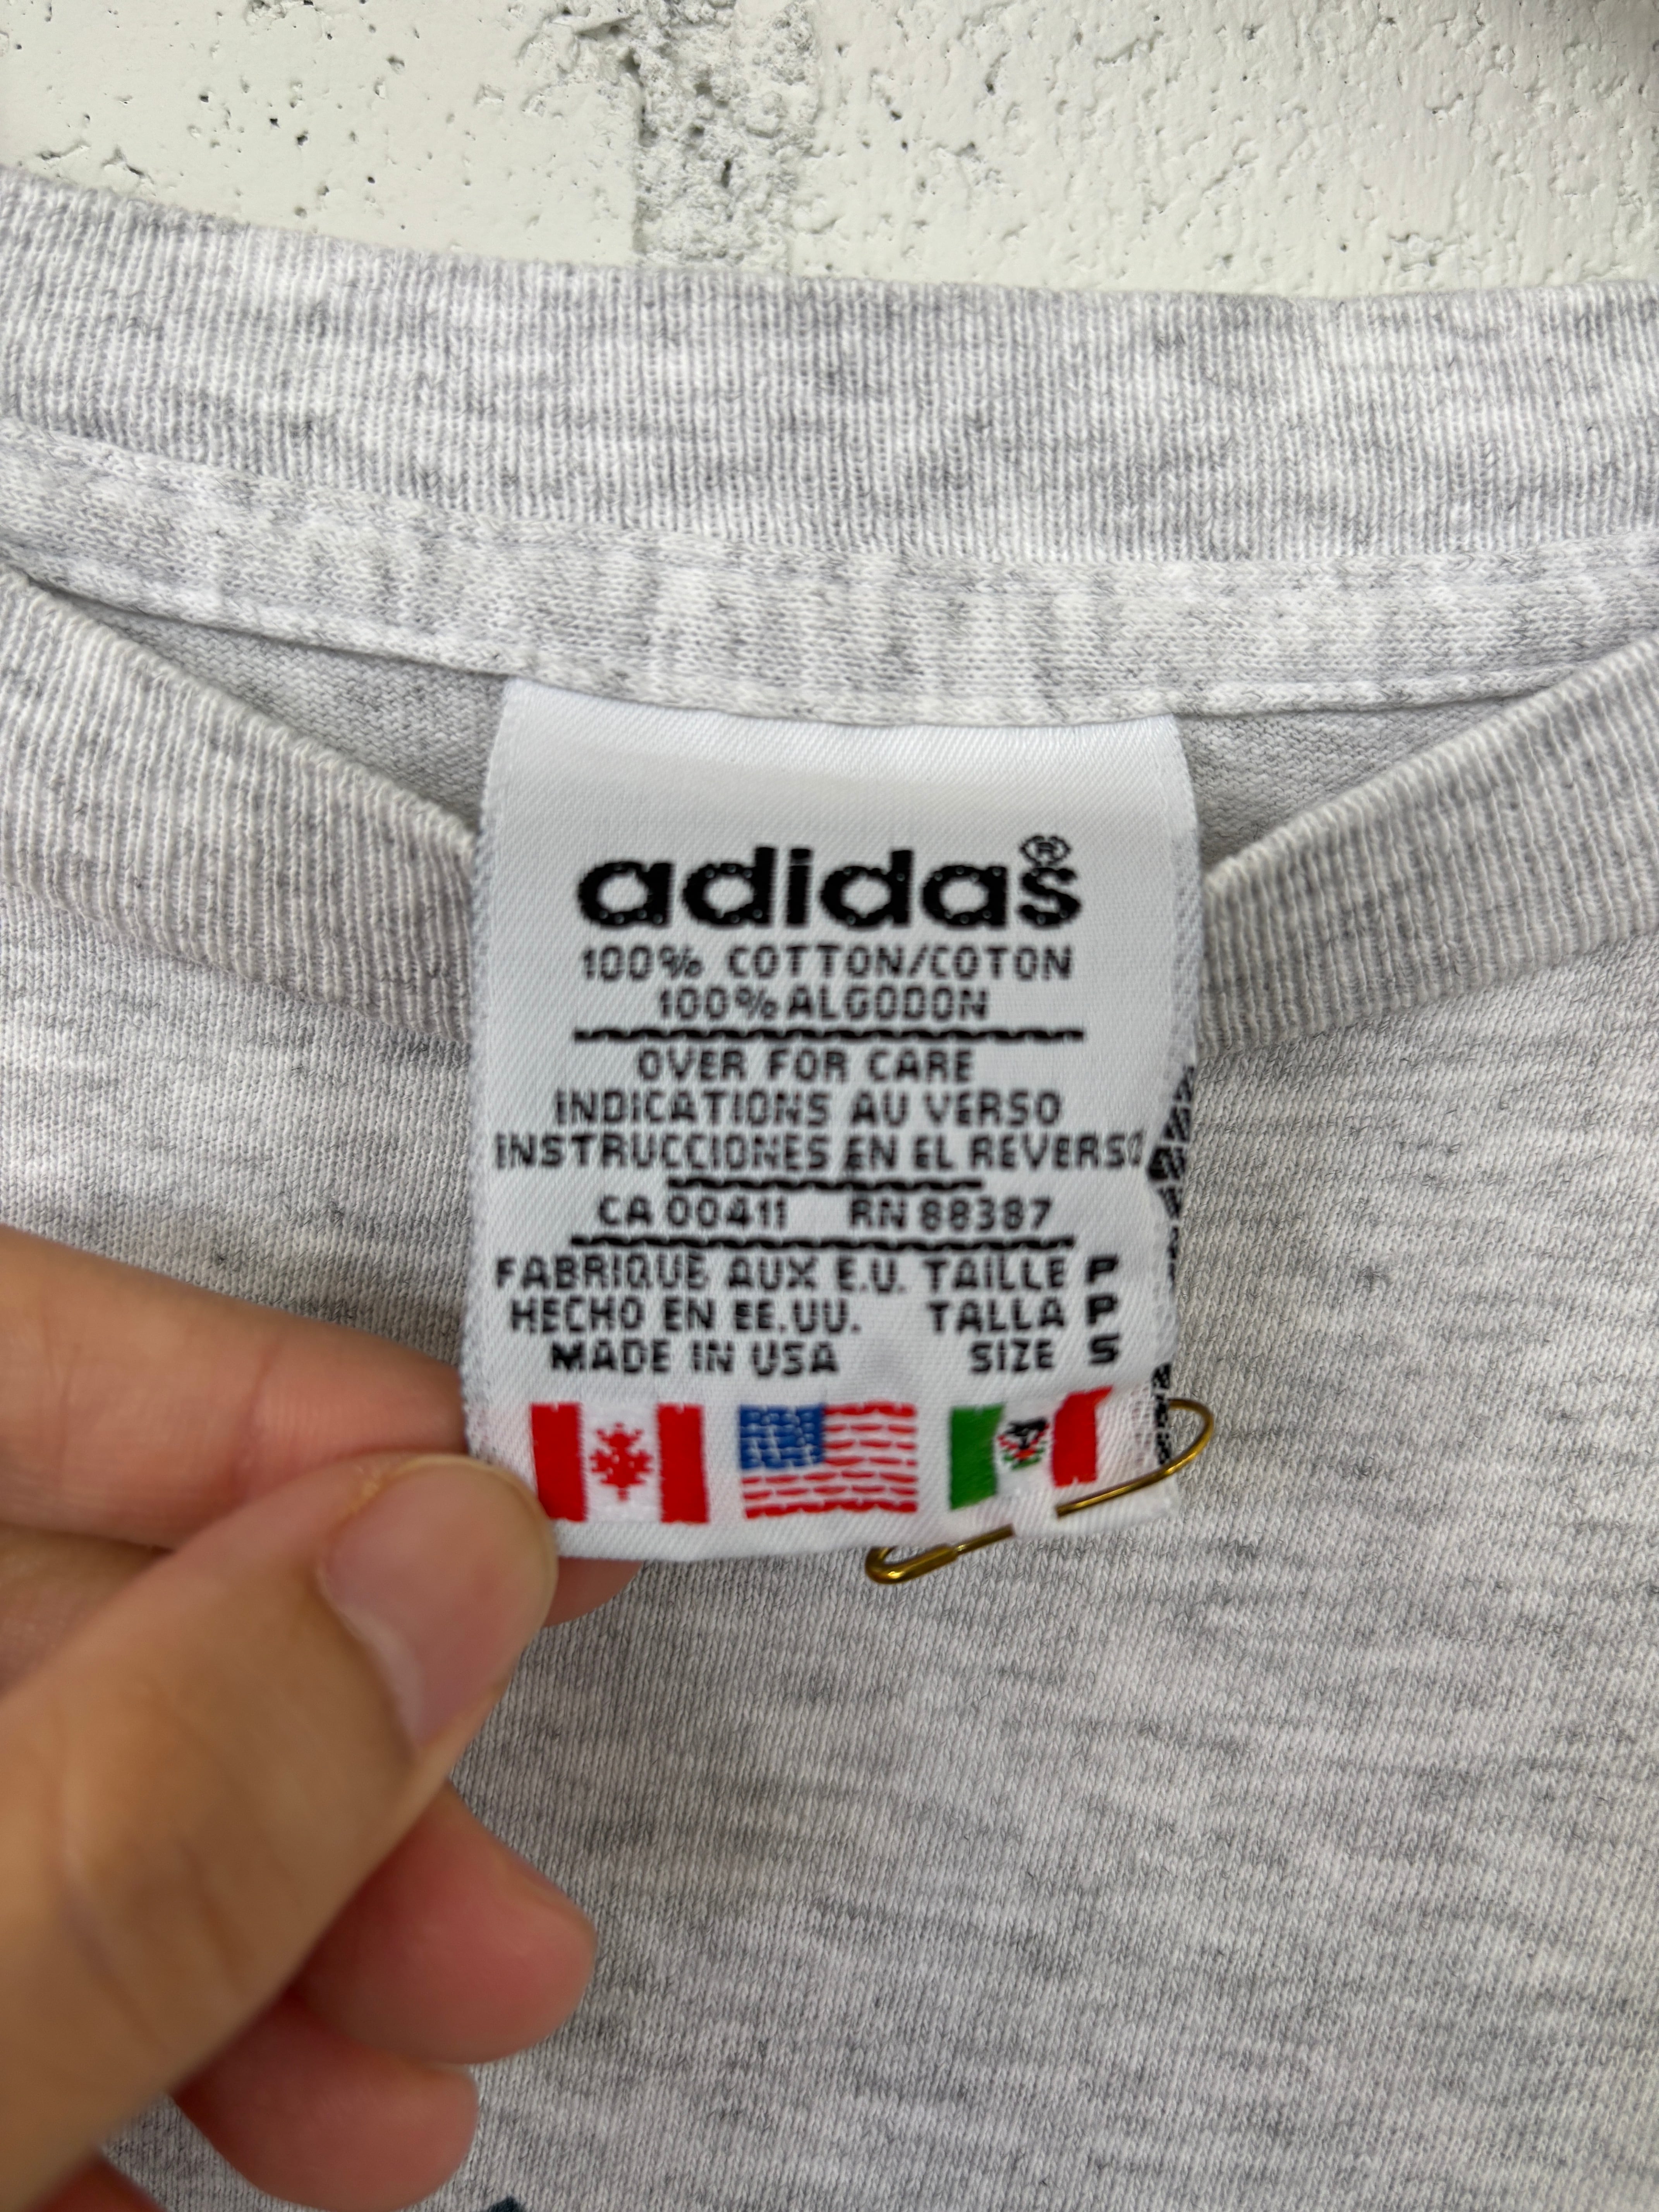 adidas®
100% COTTON/COTON
100% ALGODON
OVER FOR CARE
INDICATIONS AU VERSO
INSTRUCCIONES EN EL REVERSO
CA 00411 RN 88387
FABRIQUE AUX E.U. TAILLE P
HECHO EN EE.UU. TALLA P
MADE IN USA SIZE S